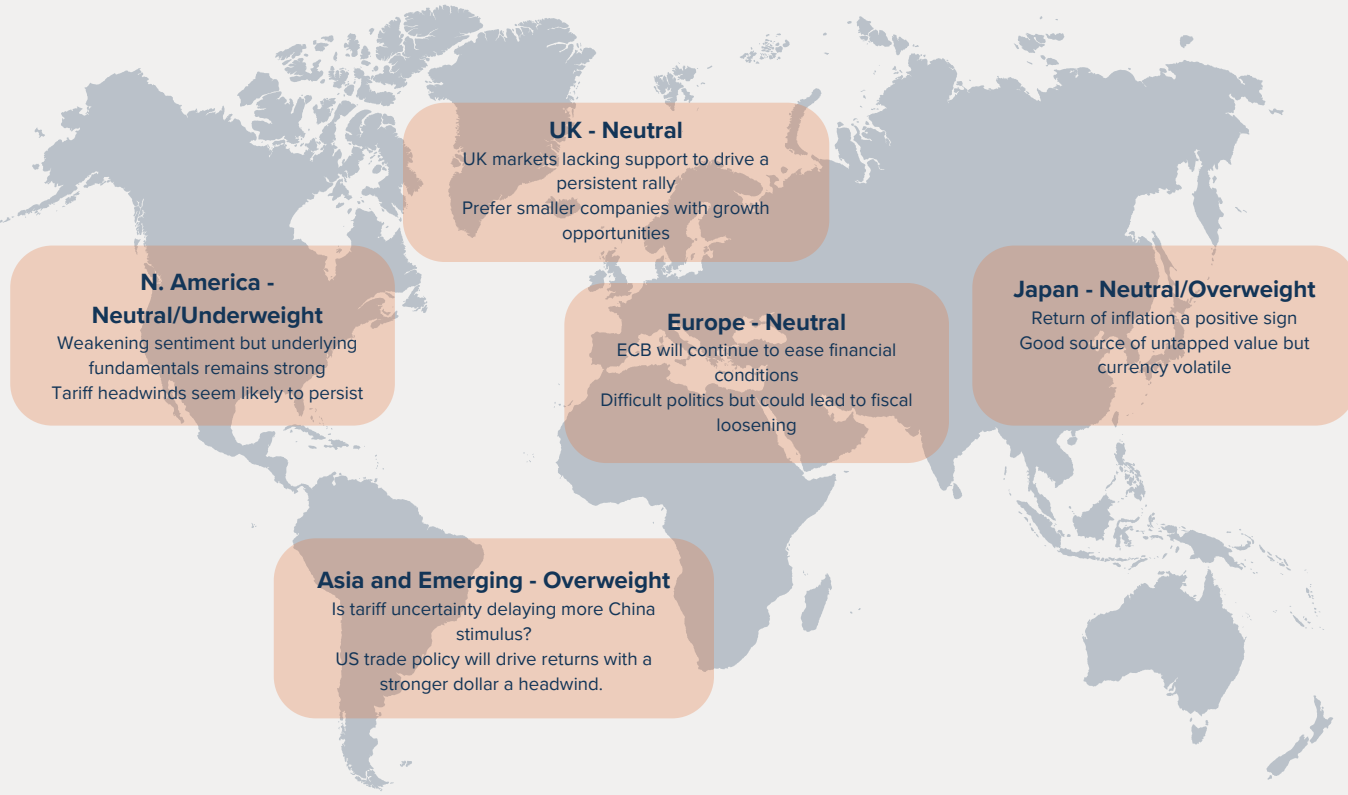 UK - Neutral
UK markets lacking support to drive a
persistent rally
Prefer smaller companies with growth
opportunities
N. America -
Neutral/Underweight
Weakening sentiment but underlying
fundamentals remains strong
Tariff headwinds seem likely to persist
Europe - Neutral
ECB will continue to ease financial
conditions
Difficult politics but could lead to fiscal
loosening
Japan - Neutral/Overweight
Return of inflation a positive sign
Good source of untapped value but
currency volatile
Asia and Emerging - Overweight
Is tariff uncertainty delaying more China
stimulus?
US trade policy will drive returns with a
stronger dollar a headwind.